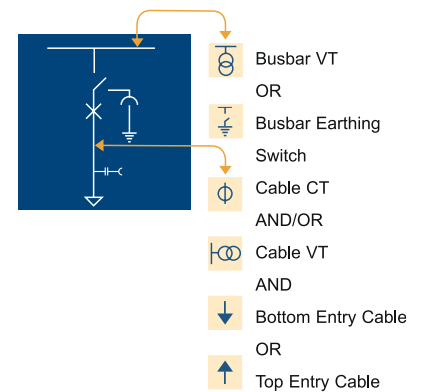 Busbar VT
OR
Busbar Earthing
Switch
Cable CT
AND/OR
Cable VT
AND
Bottom Entry Cable
OR
Top Entry Cable